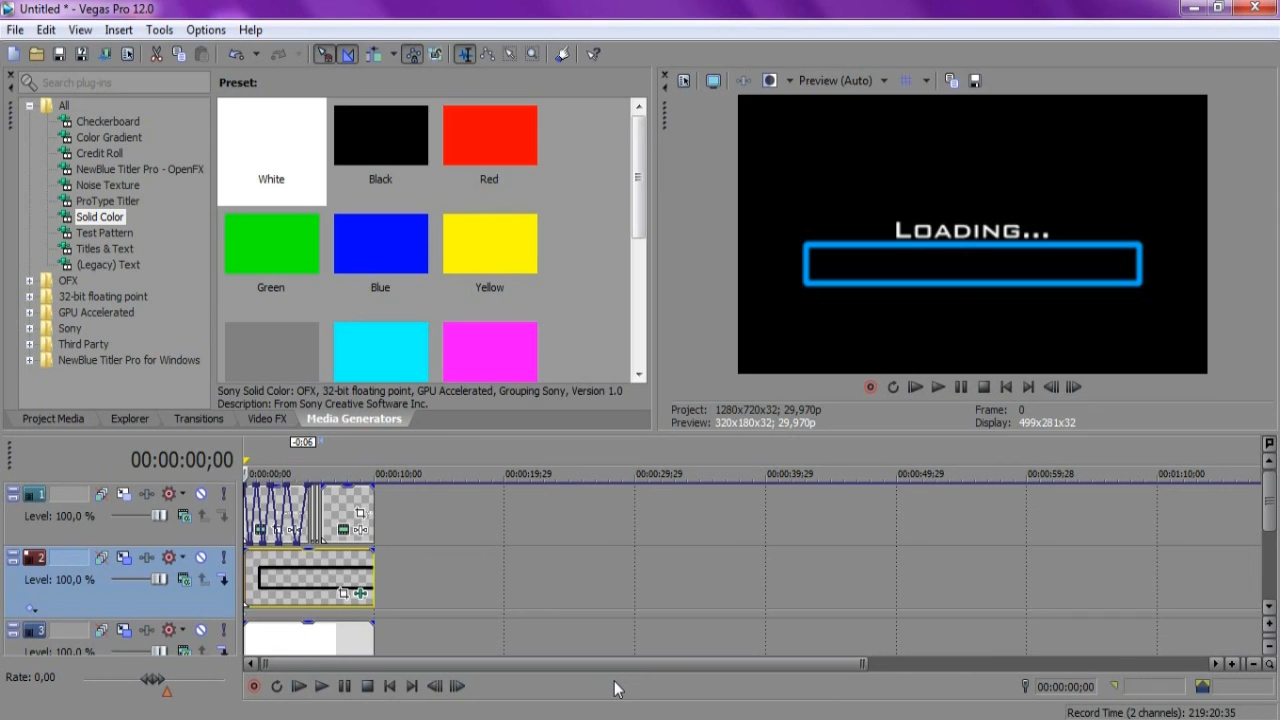 Untitled * - Vegas Pro 12.0
File Edit View Insert Tools Options Help
Search plug-ins
Preset:
Preview (Auto)
All
Checkerboard
Color Gradient
Credit Roll
NewBlue Titler Pro - OpenFX
Noise Texture
ProType Titler
Solid Color
Test Pattern
Titles & Text
(Legacy) Text
OFX
32-bit floating point
GPU Accelerated
Sony
Third Party
NewBlue Titler Pro for Windows
White Black Red
Green Blue Yellow
Sony Solid Color: OFX, 32-bit floating point, GPU Accelerated, Grouping Sony, Version 1.0
Description: From Sony Creative Software Inc.
Loading...
Project Media Explorer Transitions Video FX Media Generators
Project: 1280x720x32; 29,970p Frame: 0
Preview: 320x180x32; 29,970p Display: 499x281x32
-0:06
00:00:00;00
00:00:00;00 00:00:10;00 00:00:19;29 00:00:29;29 00:00:39;29 00:00:49;29 00:00:59;28 00:01:10;00
1
Level: 100,0 %
2
Level: 100,0 %
3
Level: 100,0 %
Rate: 0,00
00:00:00;00
Record Time (2 channels): 219:20:35